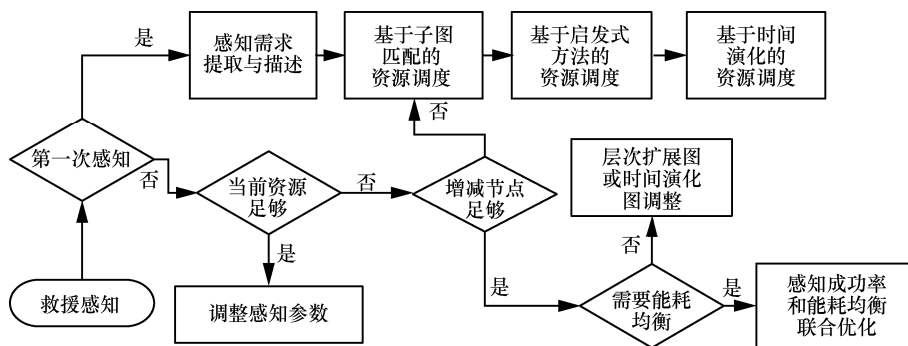 是
感知需求
提取与描述
基于子图
匹配的
资源调度
基于启发式
方法的
资源调度
基于时间
演化的
资源调度
否
第一次感知
否
当前资源
足够
否
增减节点
足够
层次扩展图
或时间演化
图调整
是
是
否
救援感知
调整感知参数
需要能耗
均衡
是
感知成功率
和能耗均衡
联合优化